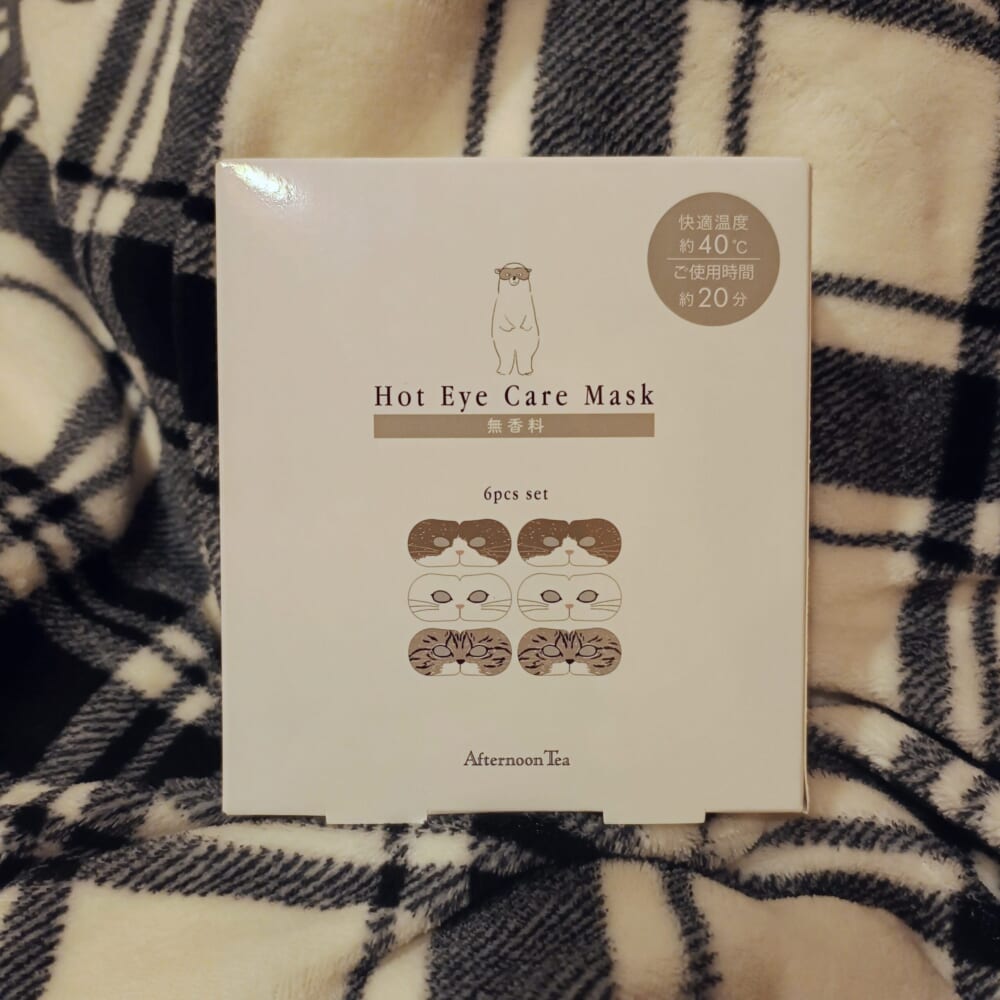 快適温度
約40℃
ご使用時間
約20分
Hot Eye Care Mask
無香料
6pcs set
Afternoon Tea